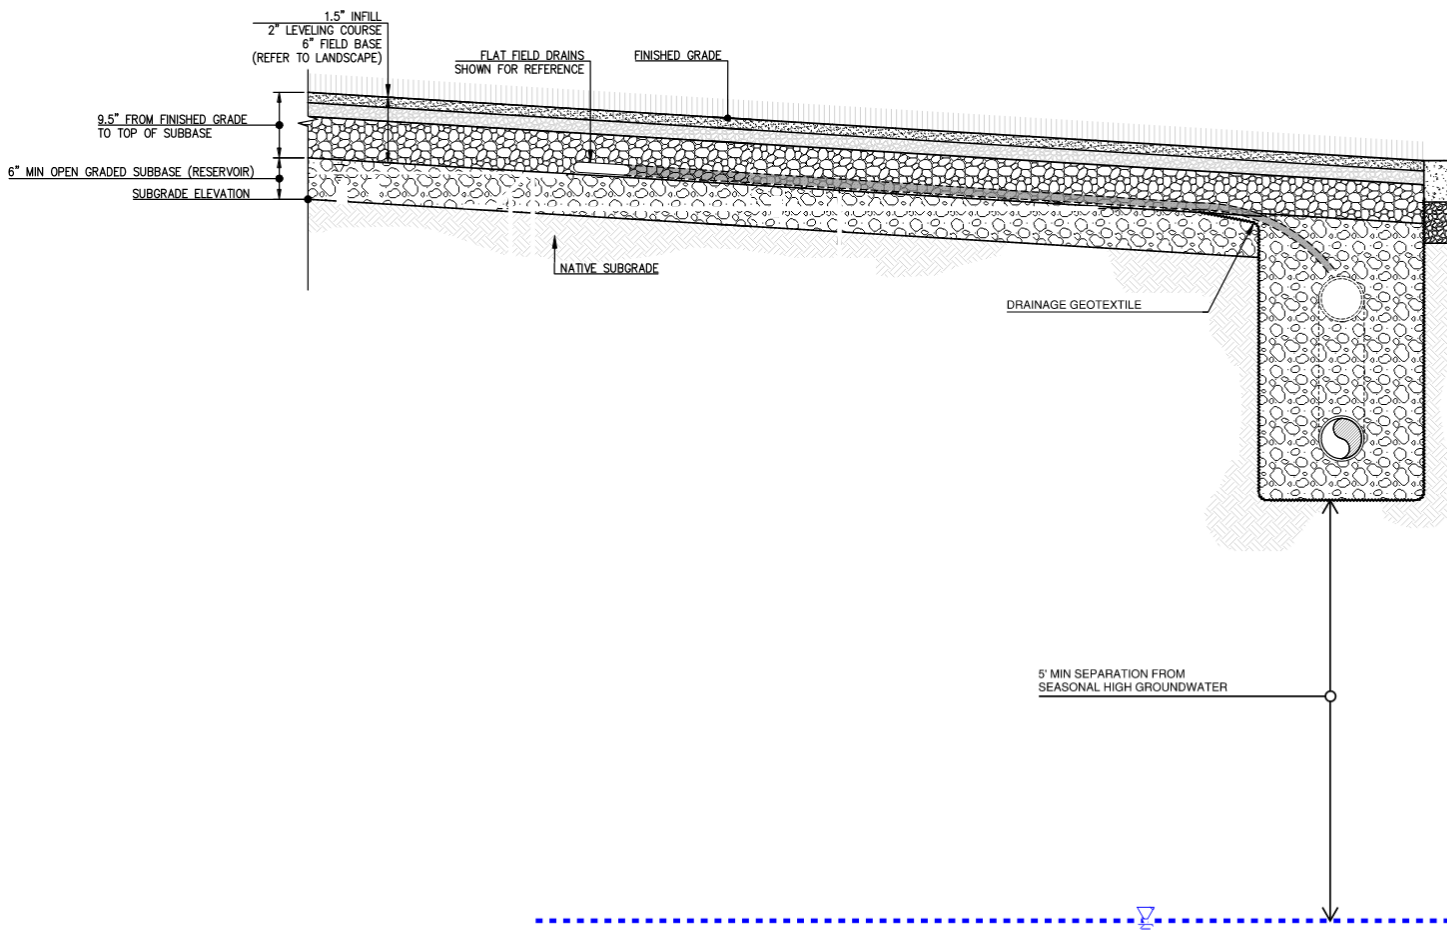 1.5" INFILL
2" LEVELING COURSE
6" FIELD BASE
(REFER TO LANDSCAPE)
FLAT FIELD DRAINS
SHOWN FOR REFERENCE
FINISHED GRADE
9.5" FROM FINISHED GRADE
TO TOP OF SUBBASE
6" MIN OPEN GRADED SUBBASE (RESERVOIR)
SUBGRADE ELEVATION
NATIVE SUBGRADE
DRAINAGE GEOTEXTILE
5' MIN SEPARATION FROM
SEASONAL HIGH GROUNDWATER